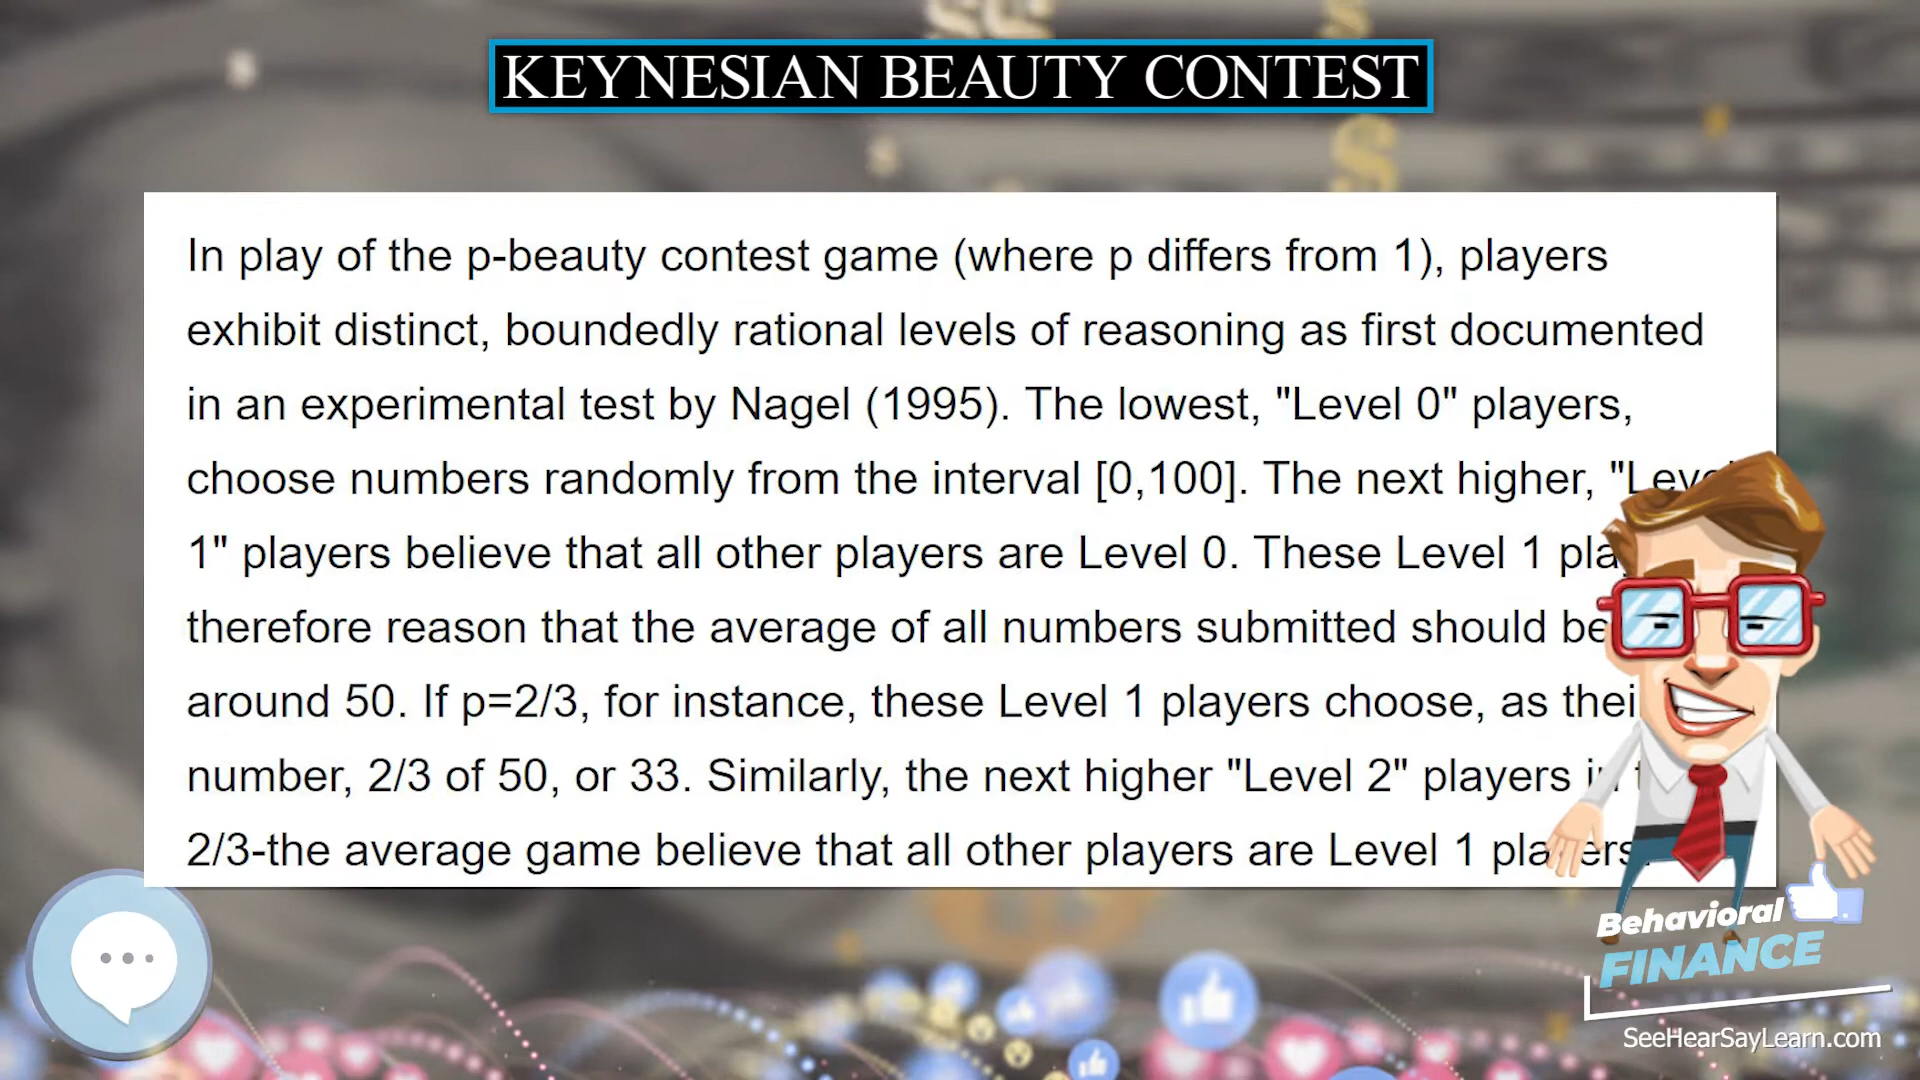 KEYNESIAN BEAUTY CONTEST
In play of the p-beauty contest game (where p differs from 1), players
exhibit distinct, boundedly rational levels of reasoning as first documented
in an experimental test by Nagel (1995). The lowest, "Level 0" players,
choose numbers randomly from the interval [0,100]. The next higher, "Level
1" players believe that all other players are Level 0. These Level 1
therefore reason that the average of all numbers submitted should be
around 50. If p=2/3, for instance, these Level 1 players choose, as their
number, 2/3 of 50, or 33. Similarly, the next higher "Level 2" players in
2/3-the average game believe that all other players are Level 1 players.
Behavioral
FINANCE
SeeHearSayLearn.com